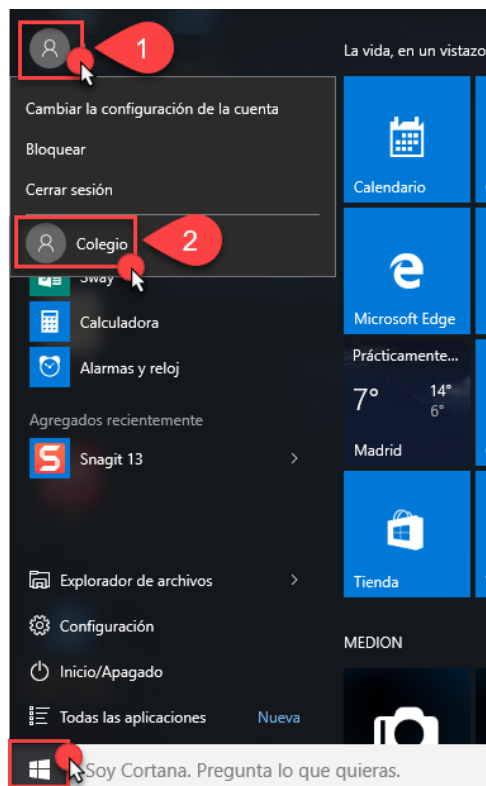 1
La vida, en un vistazo
Cambiar la configuración de la cuenta
Bloquear
Cerrar sesión
Colegio
2
Sway
Calculadora
Alarmas y reloj
Agregados recientemente
Snagit 13
Explorador de archivos
Configuración
Inicio/Apagado
Todas las aplicaciones Nueva
Calendario
Microsoft Edge
Prácticamente...
7° 14°
6°
Madrid
Tienda
MEDION
Soy Cortana. Pregunta lo que quieras.